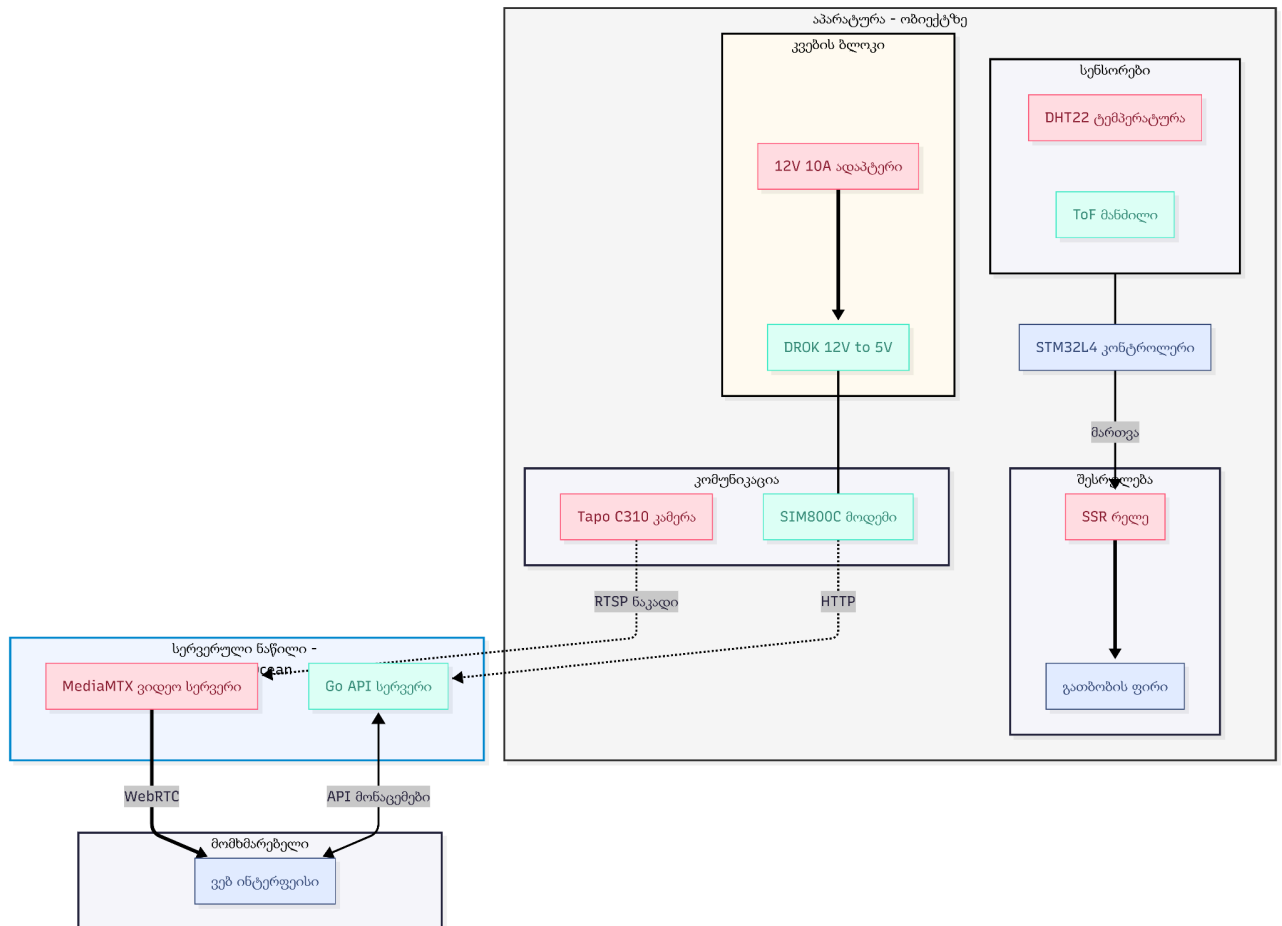 აპარატურა - ობიექტზე
კვების ბლოკი
სენსორები
DHT22 ტემპერატურა
12V 10A ადაპტერი
ToF მანძილი
DROK 12V to 5V
STM32L4 კონტროლერი
მართვა
კომუნიკაცია
შესრულება
Tapo C310 კამერა
SIM800C მოდემი
SSR რელე
RTSP ნაკადი
HTTP
სერვერული ნაწილი -
MediaMTX ვიდეო სერვერი
Go API სერვერი
გათბობის ფირი
WebRTC
API მონაცემები
მომხმარებელი
ვებ ინტერფეისი